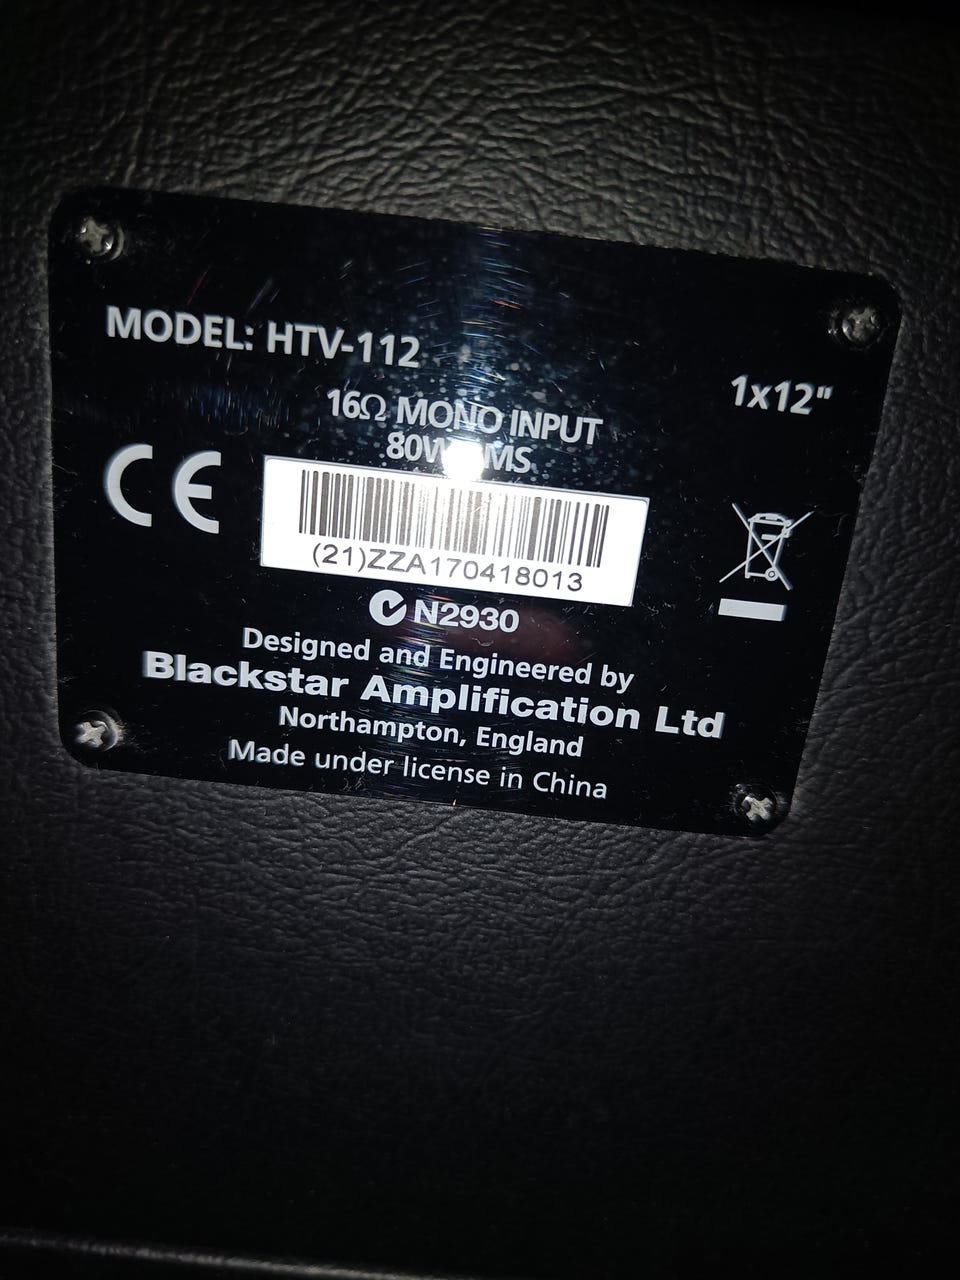 MODEL: HTV-112
1x12"
16Ω MONO INPUT
80W RMS
CE
(21)ZZA170418013
N2930
Designed and Engineered by
Blackstar Amplification Ltd
Northampton, England
Made under license in China